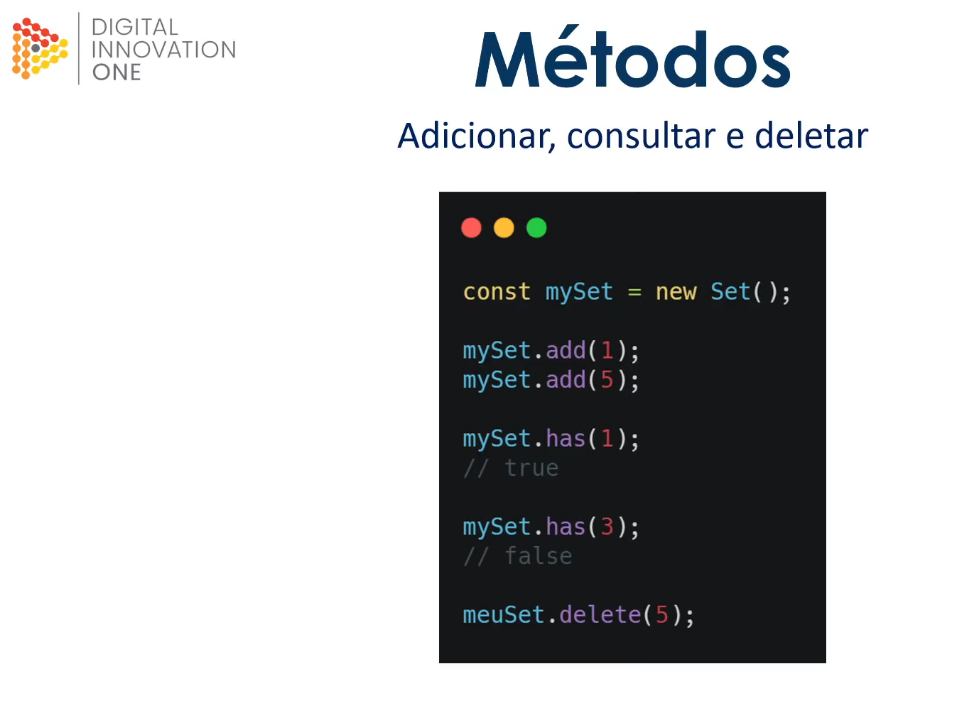 DIGITAL
INNOVATION
ONE
Métodos
Adicionar, consultar e deletar
const mySet = new Set();
mySet.add(1);
mySet.add(5);
mySet.has(1);
// true
mySet.has(3);
// false
meuSet.delete(5);